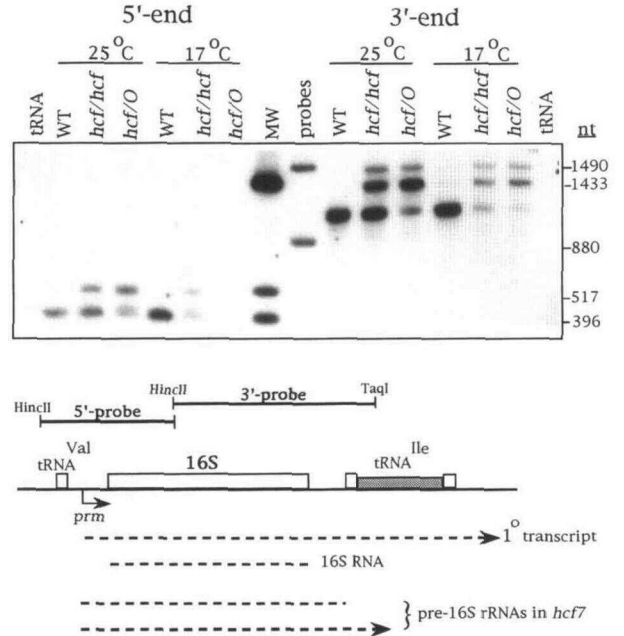 5'-end 3'-end
25 °C 17 °C 25 °C 17 °C
tRNA WT hcf/hcf hcf/O WT hcf/hcf hcf/O MW probes WT hcf/hcf hcf/O WT hcf/hcf hcf/O tRNA
nt
1490
1433
880
517
396
HincII 3'-probe TaqI
HincII 5'-probe
Val Ile
tRNA 16S tRNA
prm
1° transcript
16S RNA
pre-16S rRNAs in hcf7